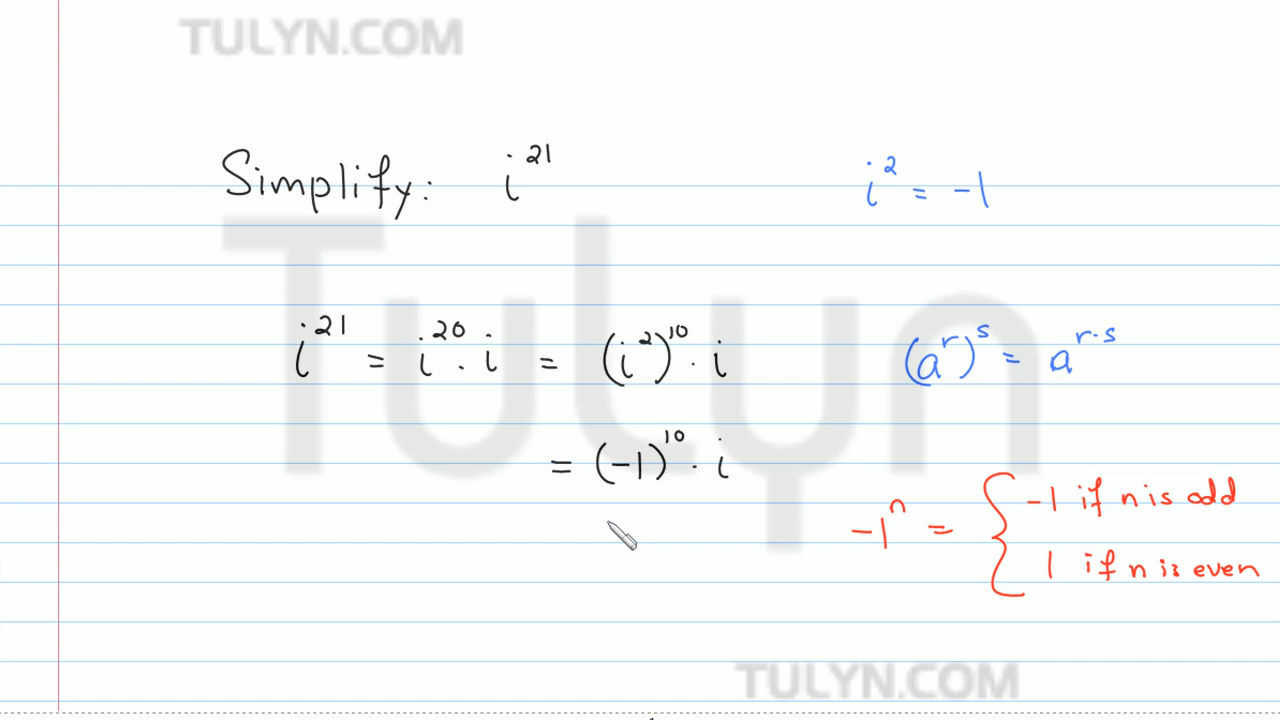 TULYN.COM
Simplify: i^21
i^2 = -1
Tulyn
i^21 = i^20 . i = (i^2)^10 . i
(a^r)^s = a^r.s
= (-1)^10 . i
-1^n = { -1 if n is odd
1 if n is even
TULYN.COM